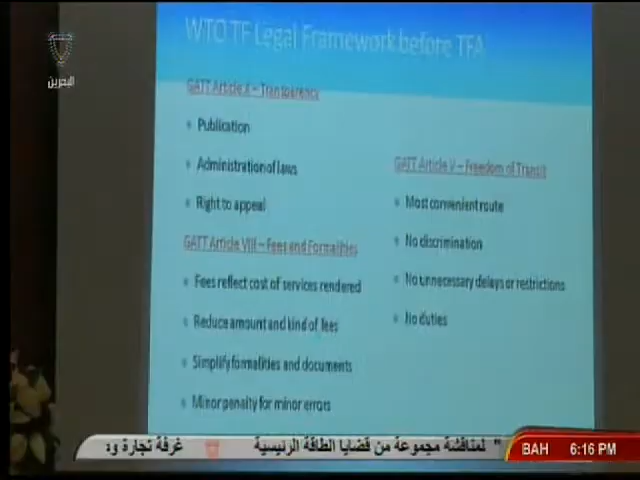 البحرين
WTO TF Legal Framework before TFA
GATT Article X – Transparency
Publication
Administration of laws
Right to appeal
GATT Article VIII – Fees and Formalities
Fees reflect cost of services rendered
Reduce amount and kind of fees
Simplify formalities and documents
Minor penalty for minor errors
GATT Article V – Freedom of Transit
Most convenient route
No discrimination
No unnecessary delays or restrictions
No duties
" لمناقشة مجموعة من قضايا الطاقة الرئيسية
غرفة تجارة وه
BAH 6:16 PM